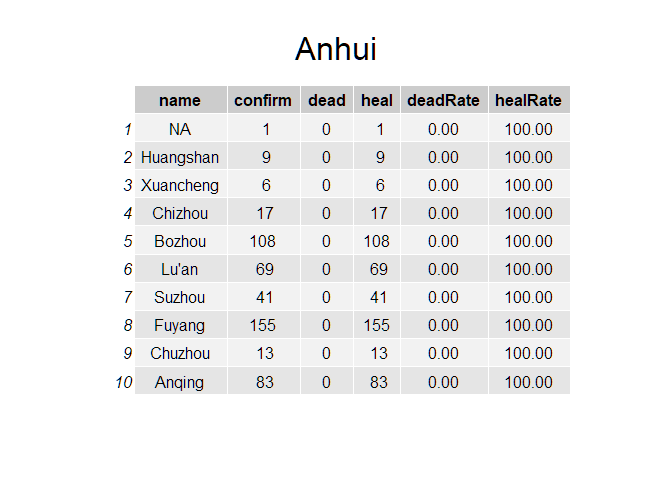 Anhui
name confirm dead heal deadRate healRate
1 NA 1 0 1 0.00 100.00
2 Huangshan 9 0 9 0.00 100.00
3 Xuancheng 6 0 6 0.00 100.00
4 Chizhou 17 0 17 0.00 100.00
5 Bozhou 108 0 108 0.00 100.00
6 Lu'an 69 0 69 0.00 100.00
7 Suzhou 41 0 41 0.00 100.00
8 Fuyang 155 0 155 0.00 100.00
9 Chuzhou 13 0 13 0.00 100.00
10 Anqing 83 0 83 0.00 100.00